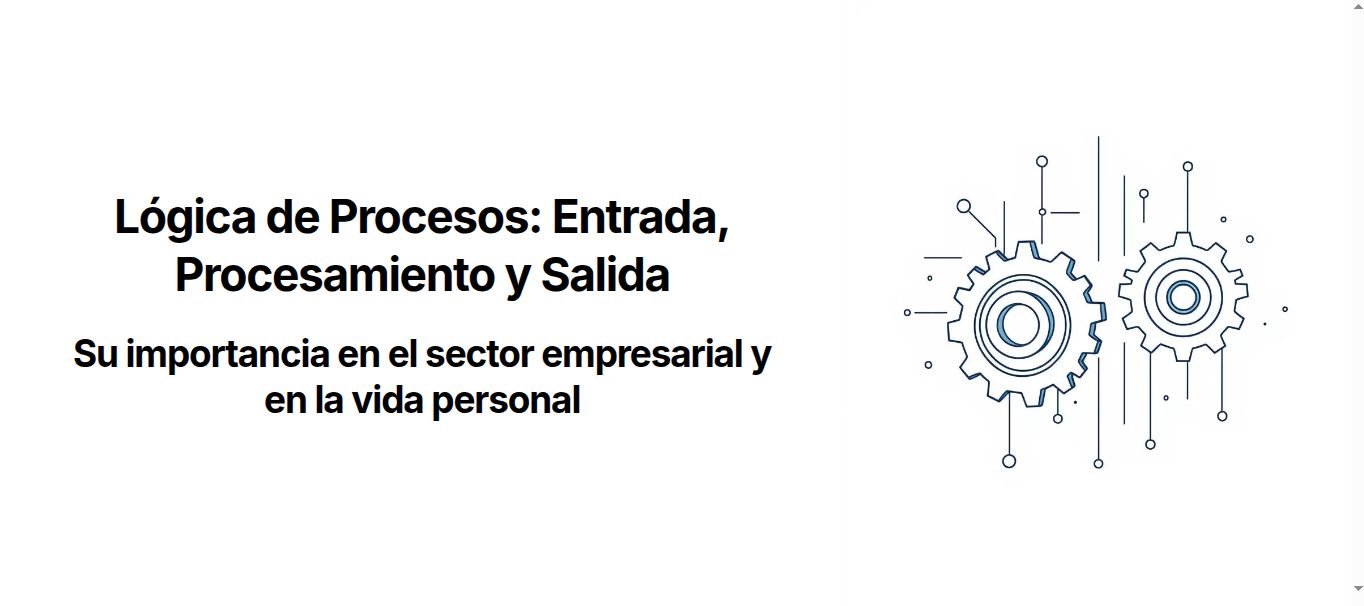 Lógica de Procesos: Entrada,
Procesamiento y Salida
Su importancia en el sector empresarial y
en la vida personal